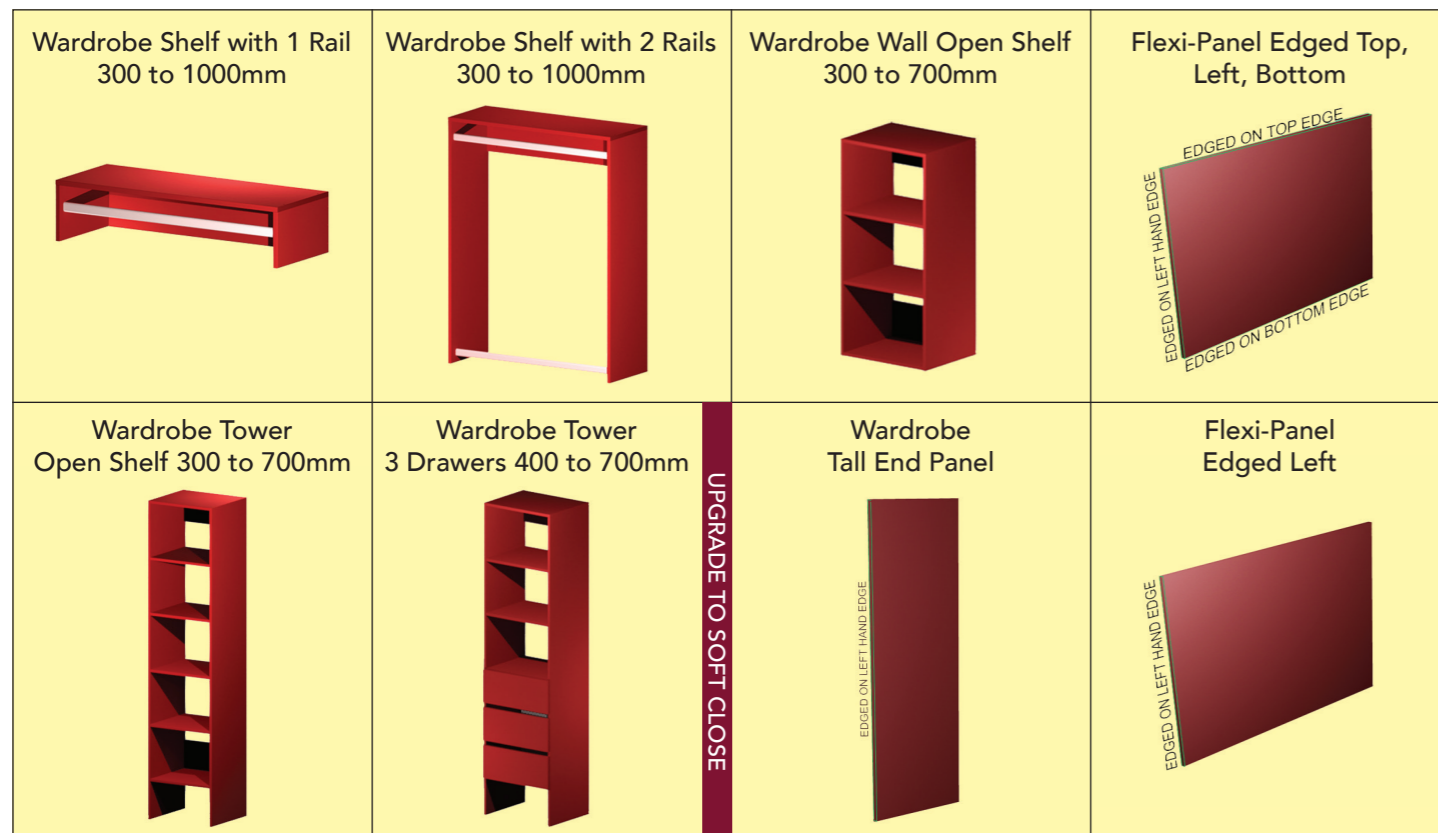 Wardrobe Shelf with 1 Rail
300 to 1000mm
Wardrobe Shelf with 2 Rails
300 to 1000mm
Wardrobe Wall Open Shelf
300 to 700mm
Flexi-Panel Edged Top,
Left, Bottom
EDGED ON TOP EDGE
EDGED ON LEFT HAND EDGE
EDGED ON BOTTOM EDGE
Wardrobe Tower
Open Shelf 300 to 700mm
Wardrobe Tower
3 Drawers 400 to 700mm
UPGRADE TO SOFT CLOSE
Wardrobe
Tall End Panel
EDGED ON LEFT HAND EDGE
Flexi-Panel
Edged Left
EDGED ON LEFT HAND EDGE